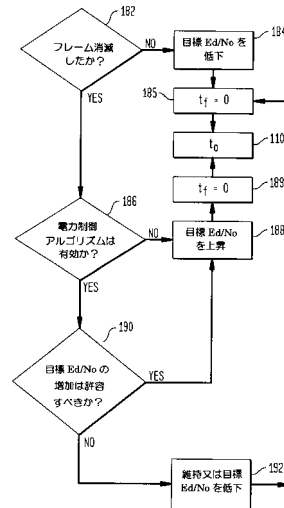 182
フレーム消滅
したか?
NO
YES
目標 Ed/No を
低下
184
185
tf = 0
to
110
189
tf = 0
186
電力制御
アルゴリズムは
有効か?
NO
YES
目標 Ed/No
を上昇
188
190
目標 Ed/No の
増加は許容
すべきか?
YES
NO
維持又は目標
Ed/No を低下
192